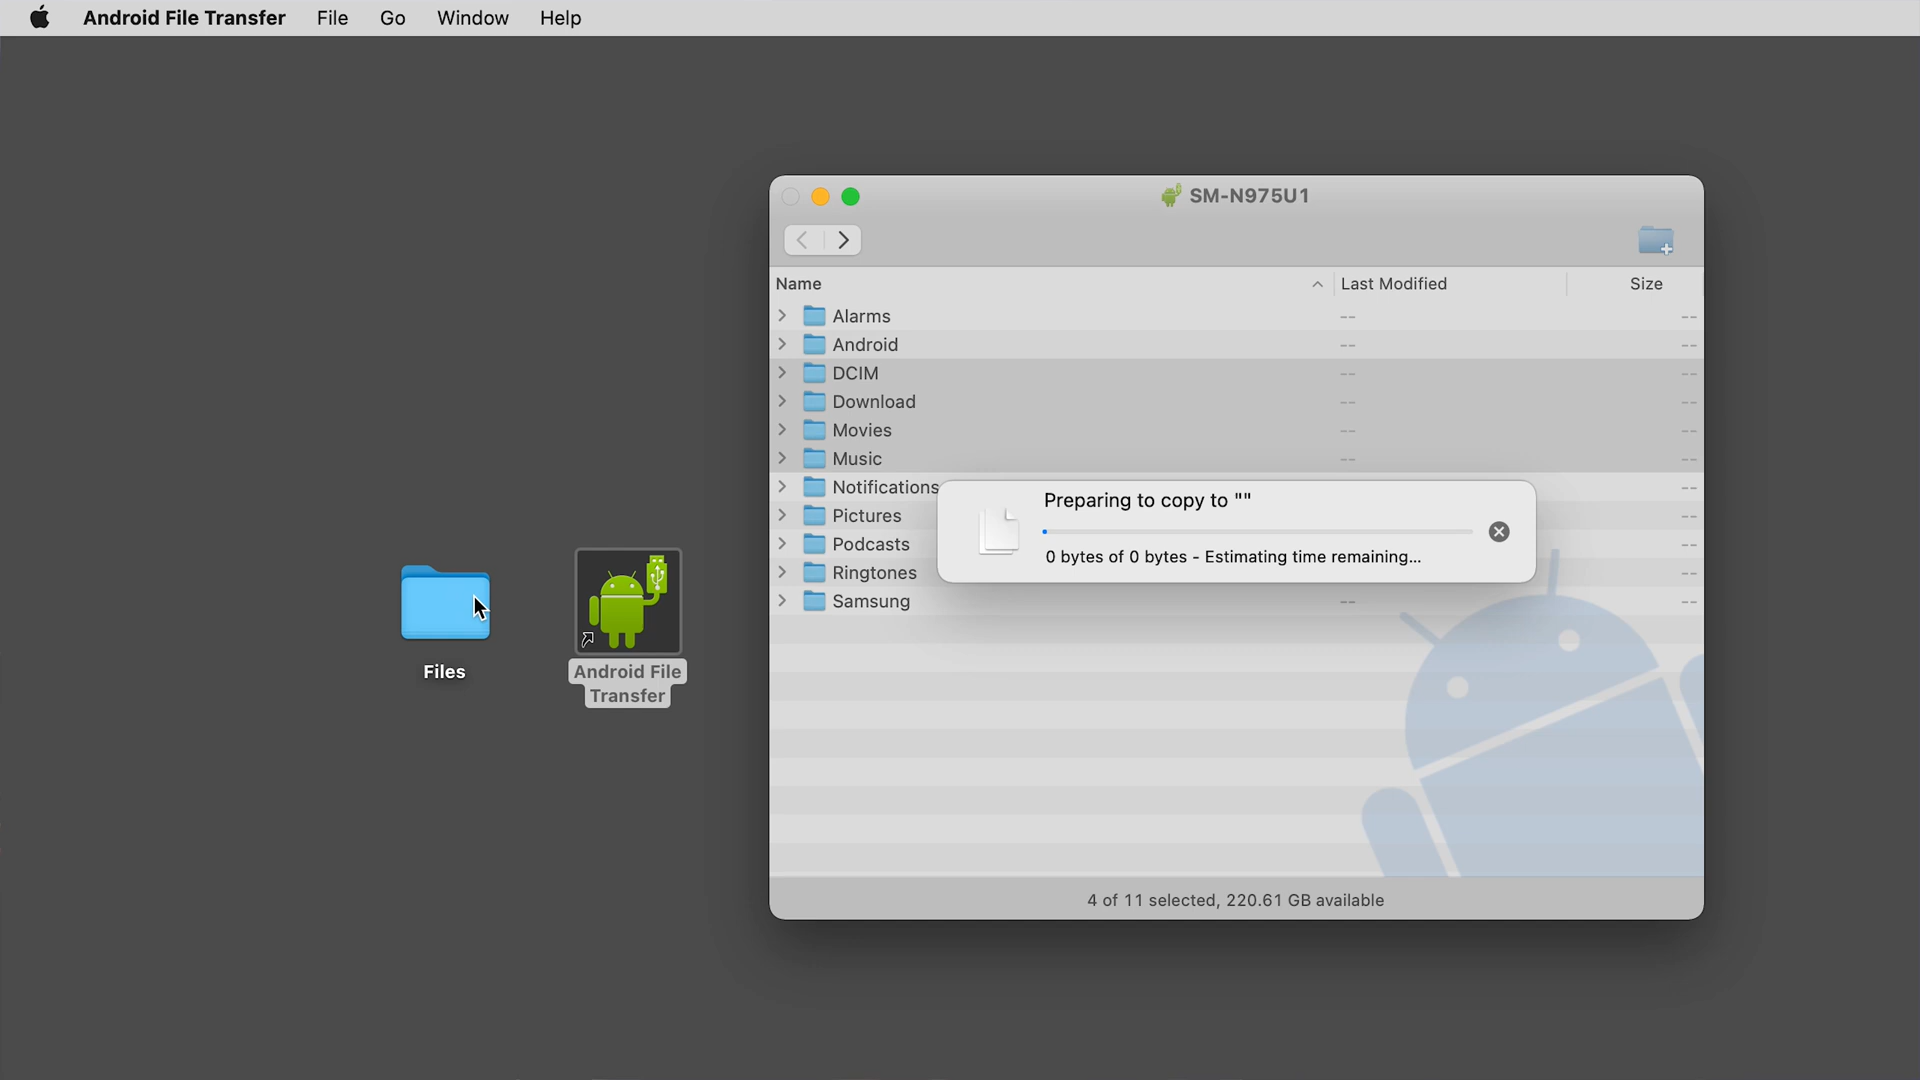 Android File Transfer File Go Window Help
SM-N975U1
Name Last Modified Size
Alarms -- --
Android -- --
DCIM -- --
Download -- --
Movies -- --
Music -- --
Notifications --
Pictures --
Podcasts --
Ringtones --
Samsung -- --
Preparing to copy to ""
0 bytes of 0 bytes - Estimating time remaining...
Files
Android File
Transfer
4 of 11 selected, 220.61 GB available